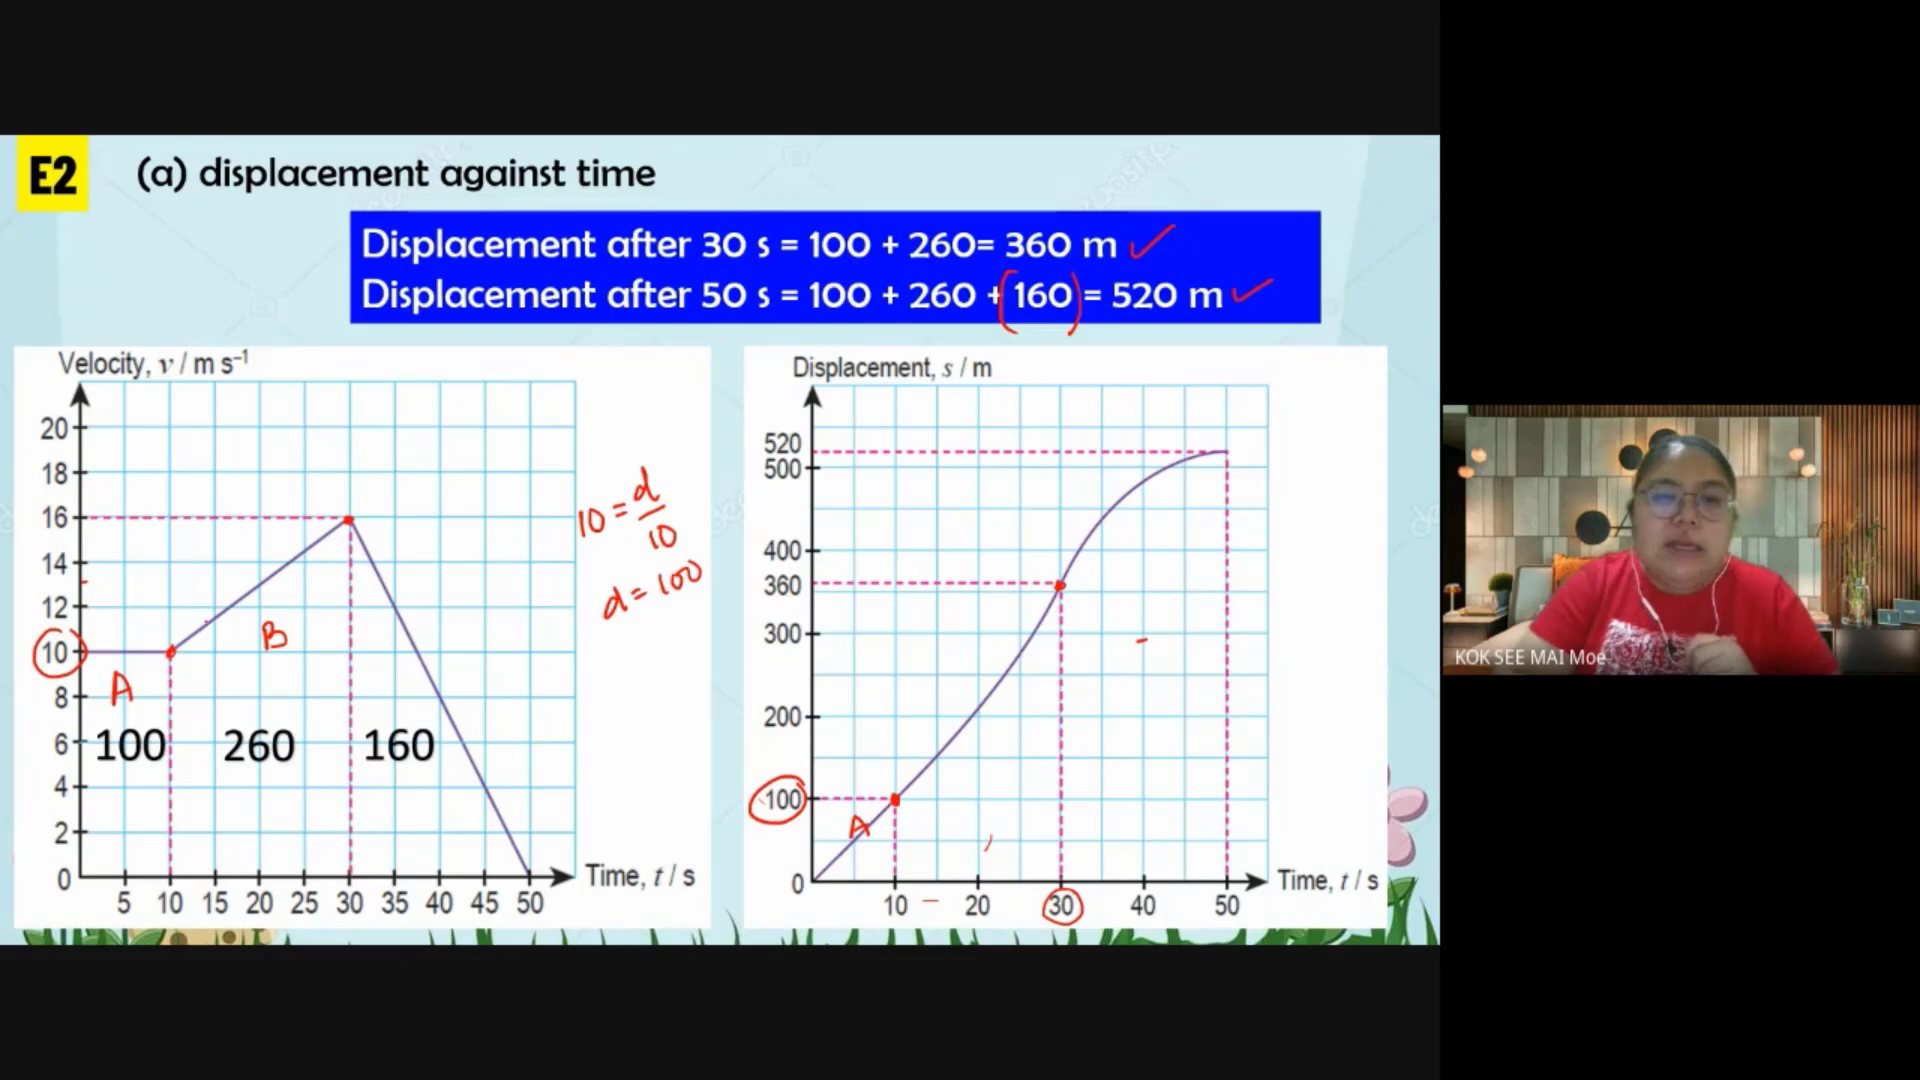 E2
(a) displacement against time
Displacement after 30 s = 100 + 260= 360 m ✓
Displacement after 50 s = 100 + 260 + (160) = 520 m ✓
Velocity, v / m s⁻¹
20
18
16
14
12
10
8
6
4
2
0
5 10 15 20 25 30 35 40 45 50
Time, t / s
A
B
100
260
160
10 = d/10
d = 100
Displacement, s / m
520
500
400
360
300
200
100
0
10 20 30 40 50
Time, t / s
A
KOK SEE MAI Moe